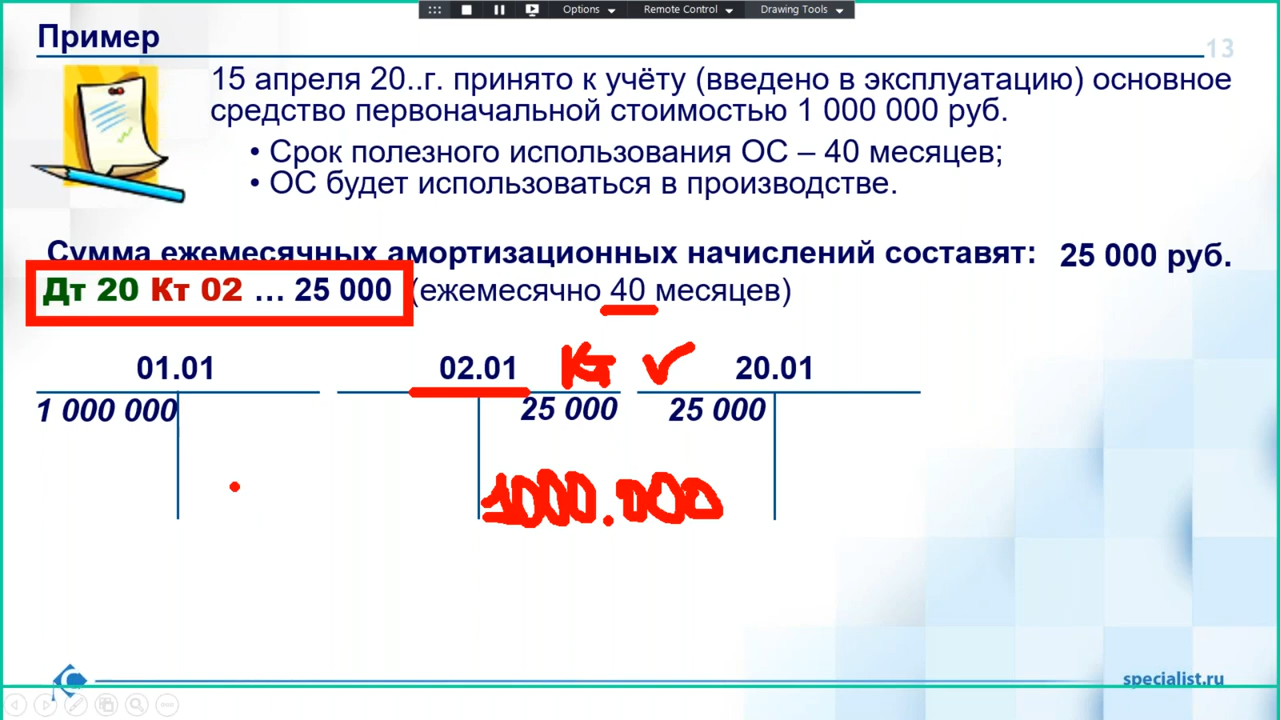 Options Remote Control Drawing Tools
Пример
13
15 апреля 20..г. принято к учёту (введено в эксплуатацию) основное
средство первоначальной стоимостью 1 000 000 руб.
• Срок полезного использования ОС – 40 месяцев;
• ОС будет использоваться в производстве.
Сумма ежемесячных амортизационных начислений составят: 25 000 руб.
Дт 20 Кт 02 ... 25 000 (ежемесячно 40 месяцев)
01.01 02.01 Кт 20.01
1 000 000 25 000 25 000
1000.000
specialist.ru